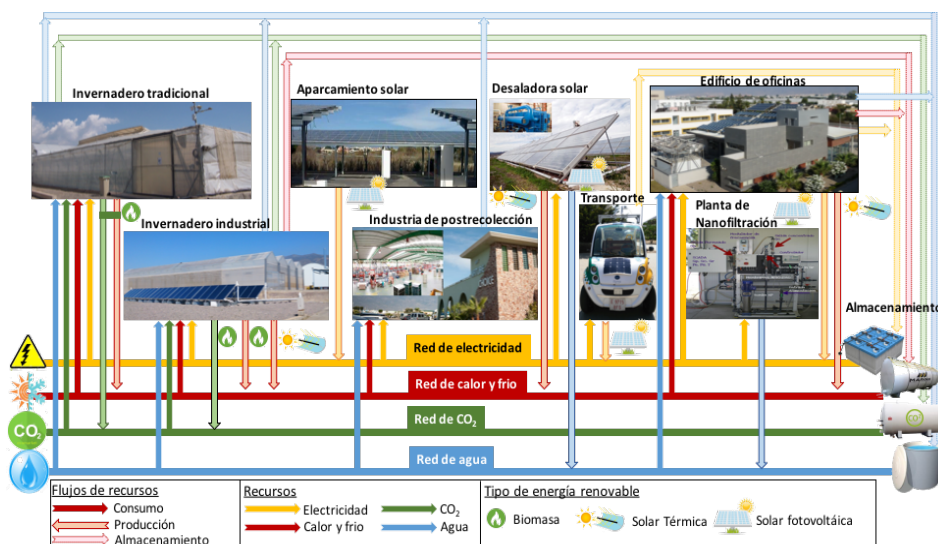 Invernadero tradicional
Aparcamiento solar
Desaladora solar
Edificio de oficinas
Invernadero industrial
Industria de postrecolección
Transporte
Planta de
Nanofiltración
Almacenamiento
Red de electricidad
Red de calor y frio
Red de CO₂
Red de agua
CO₂
CO₂
Flujos de recursos
Consumo
Producción
Almacenamiento
Recursos
Electricidad
Calor y frio
CO₂
Agua
Tipo de energía renovable
Biomasa
Solar Térmica
Solar fotovoltáica